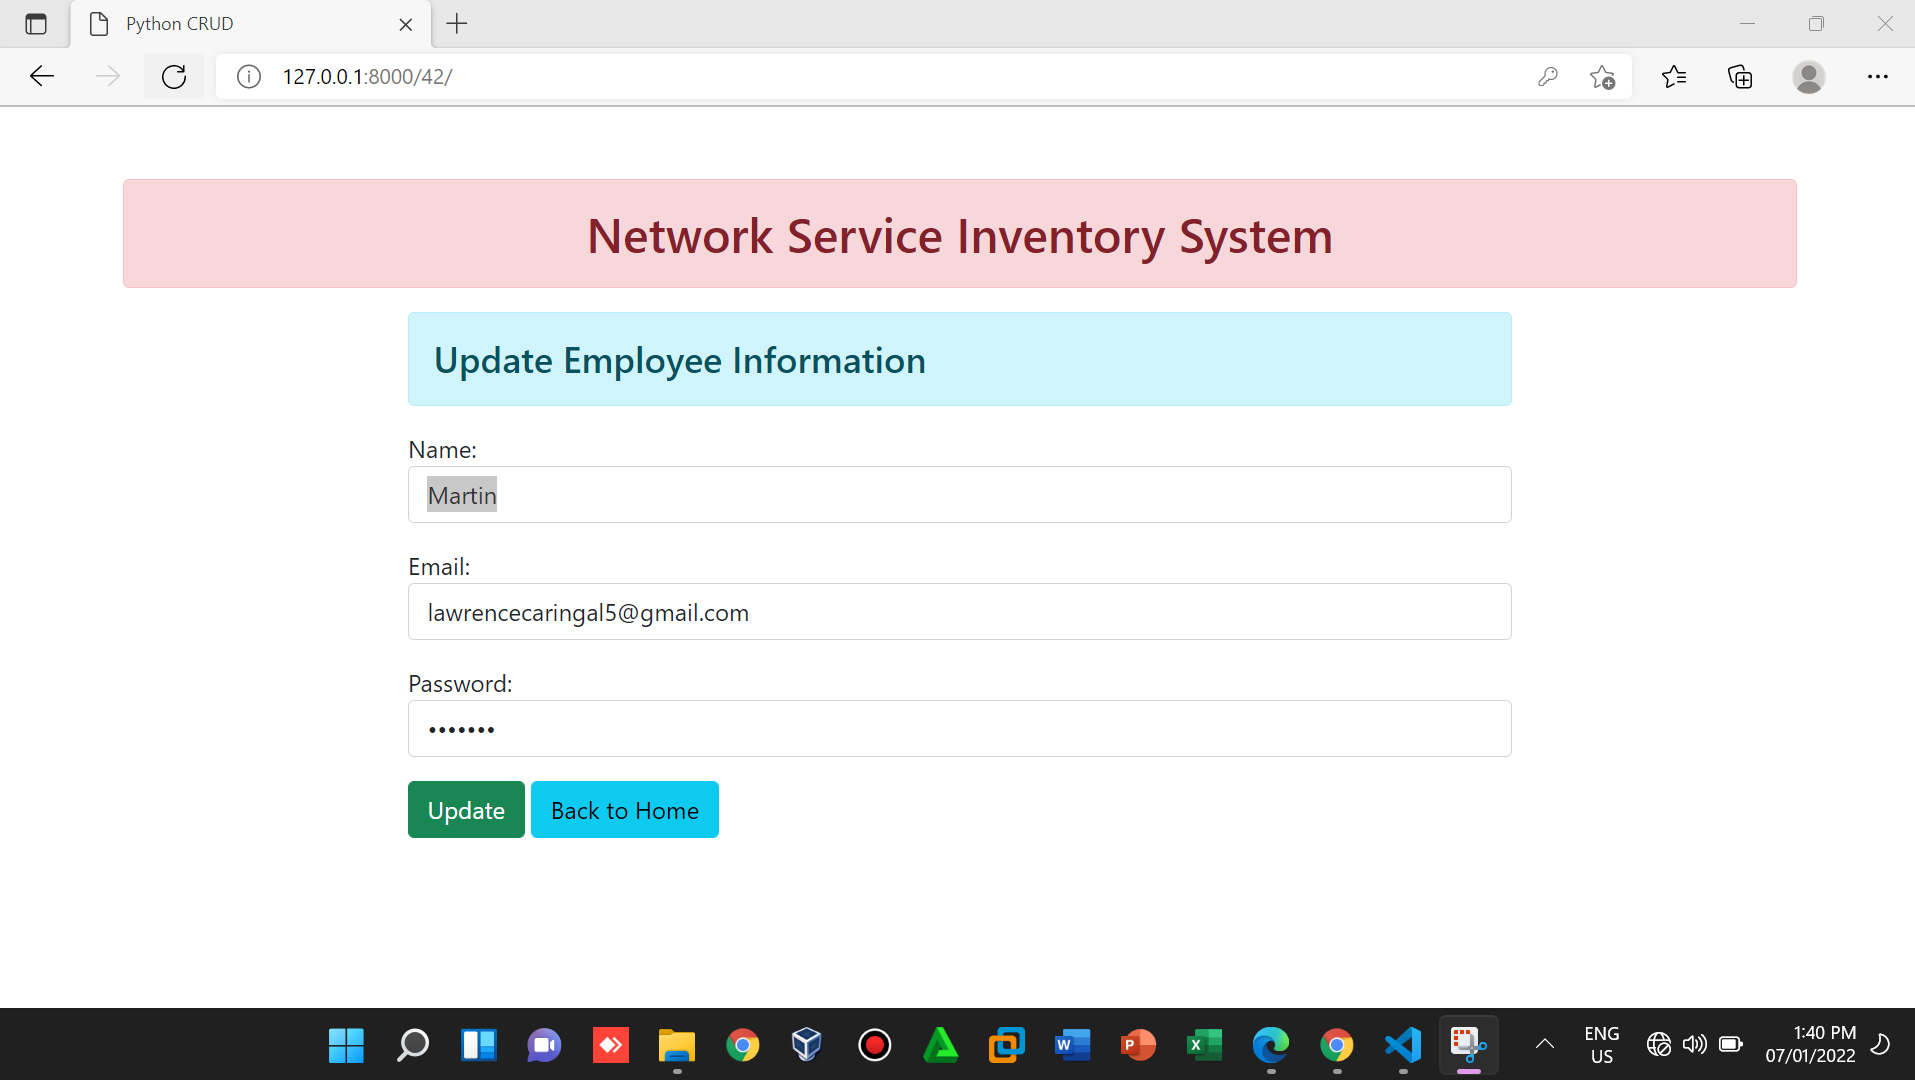 Python CRUD
127.0.0.1:8000/42/
Network Service Inventory System
Update Employee Information
Name:
Martin
Email:
lawrencecaringal5@gmail.com
Password:
•••••••
Update Back to Home
W P X ENG US 1:40 PM 07/01/2022